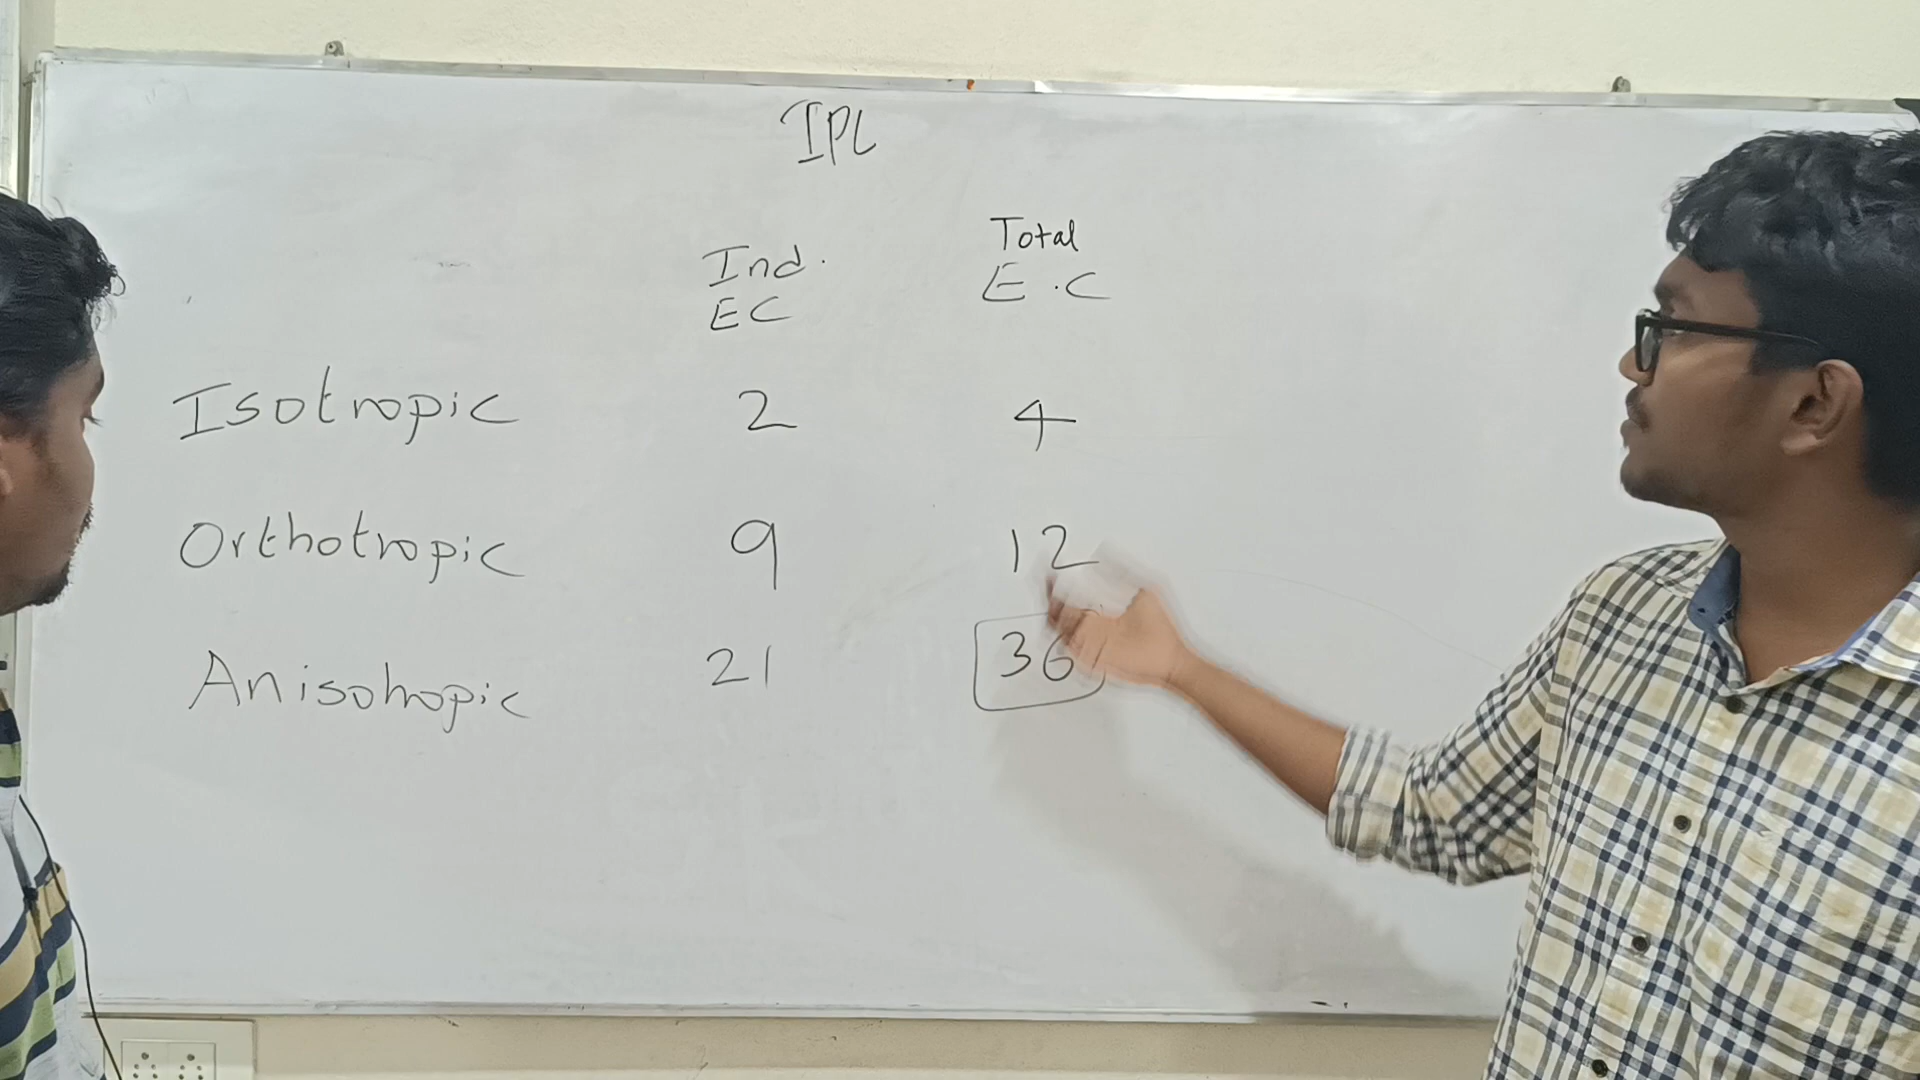 IPL
Ind. Total
EC E.C
Isotropic 2 4
Orthotropic 9 12
Anisotropic 21 36